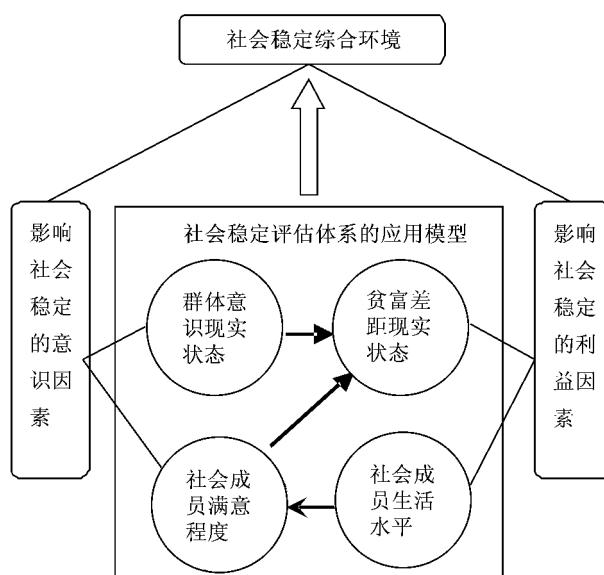 社会稳定综合环境
影响
社会
稳定
的意
识因
素
社会稳定评估体系的应用模型
群体意
识现实
状态
贫富差
距现实
状态
社会成
员满意
程度
社会成
员生活
水平
影响
社会
稳定
的利
益因
素